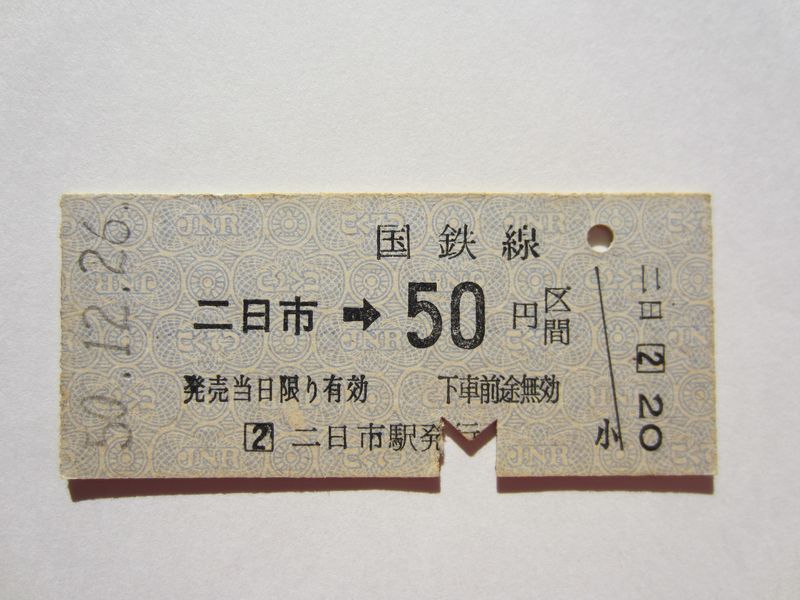 50.12.26.
国鉄線
二日市 ➡ 50円 区間
発売当日限り有効 下車前途無効
[2] 二日市駅発行
二日 [2] 20
小